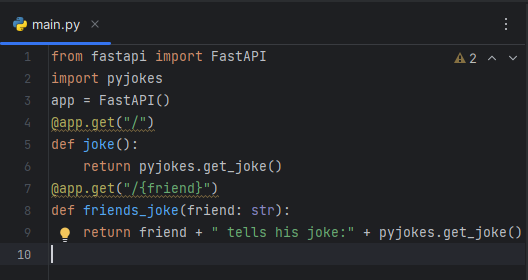 main.py
2
1 from fastapi import FastAPI
2 import pyjokes
3 app = FastAPI()
4 @app.get("/")
5 def joke():
6 return pyjokes.get_joke()
7 @app.get("/{friend}")
8 def friends_joke(friend: str):
9 return friend + " tells his joke:" + pyjokes.get_joke()
10